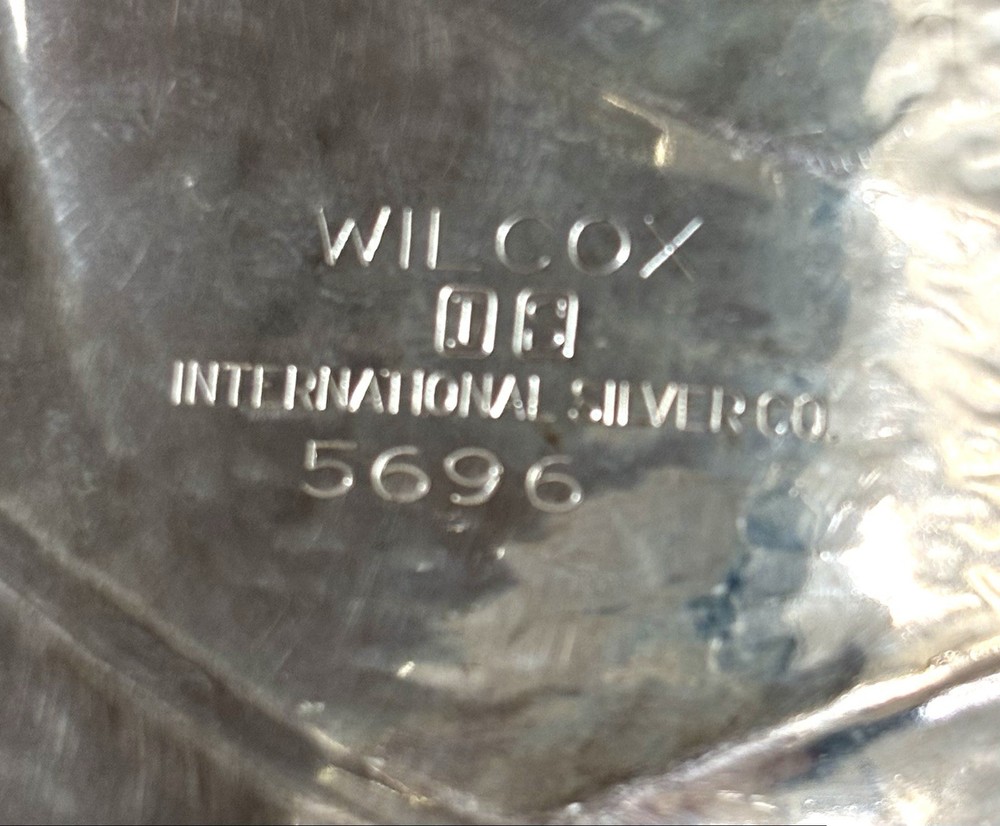 WILCOX
I S
INTERNATIONAL SILVER CO.
5696